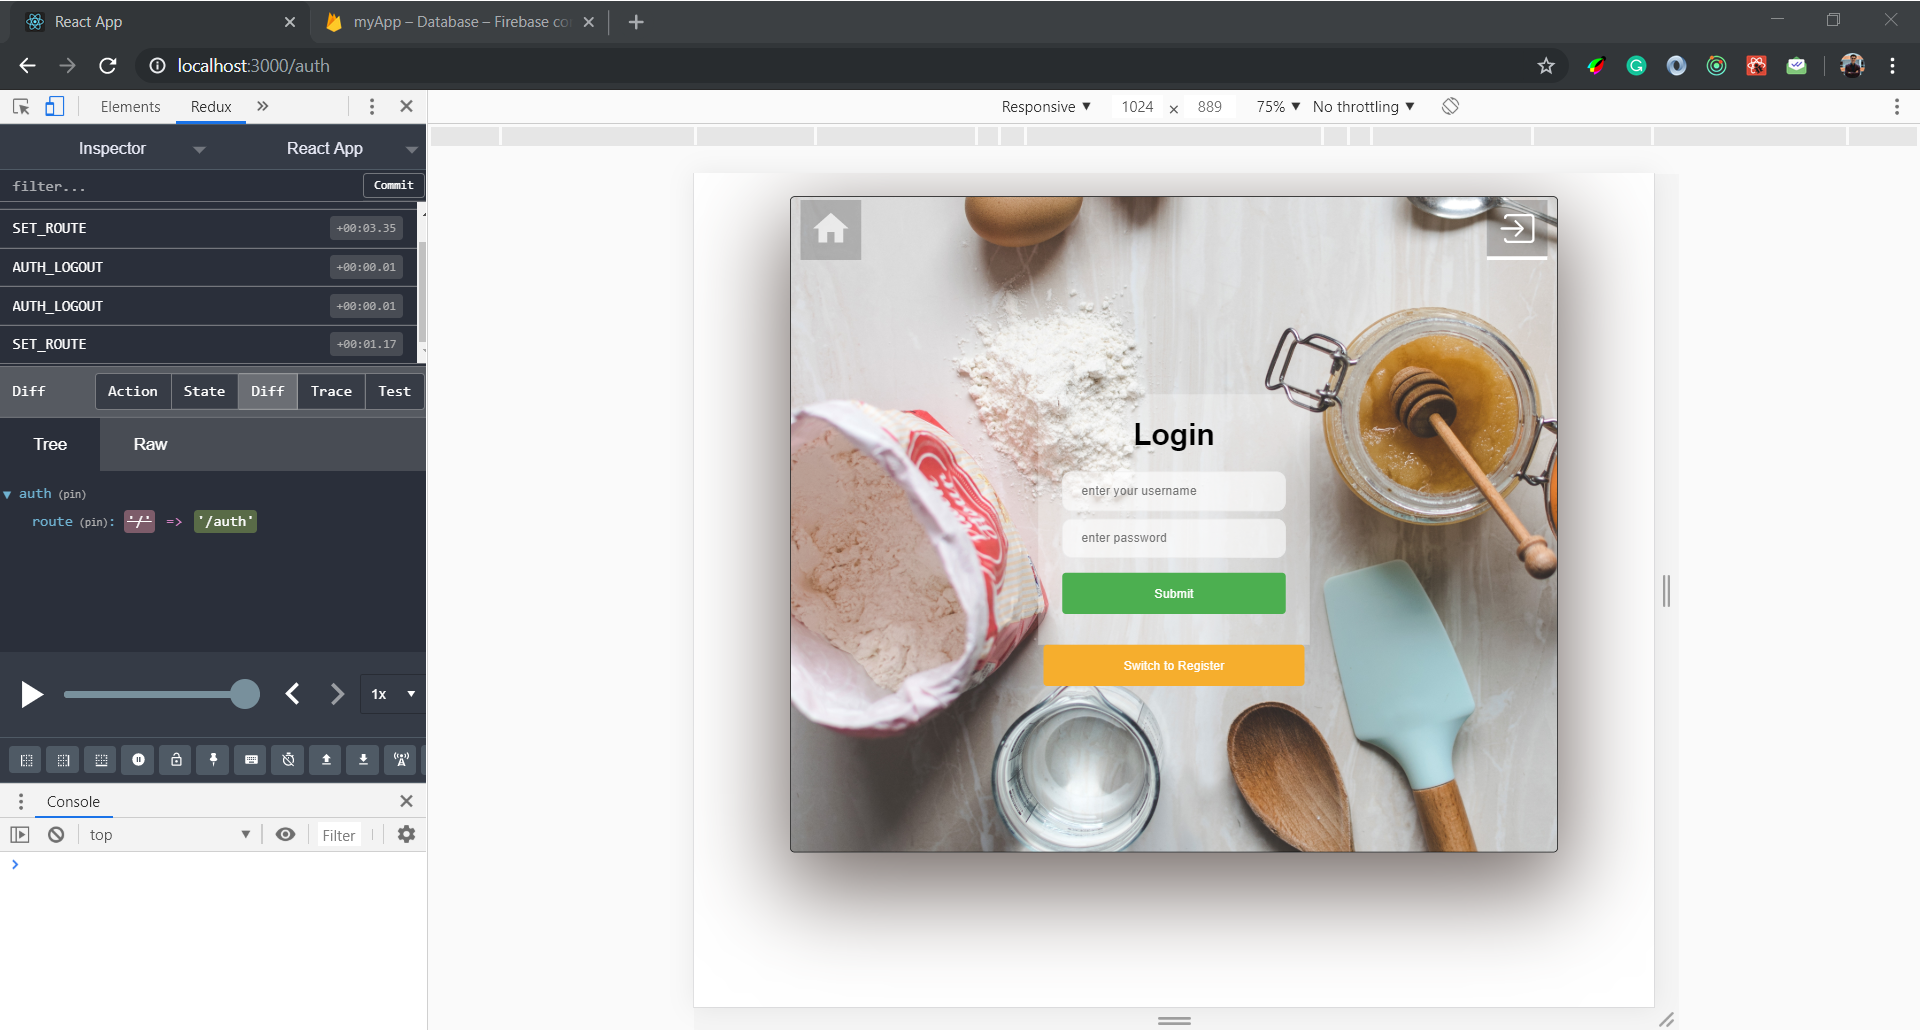 React App
myApp – Database – Firebase co
localhost:3000/auth
Elements
Redux
Responsive
1024
×
889
75%
No throttling
Inspector
React App
filter...
Commit
SET_ROUTE
+00:03.35
AUTH_LOGOUT
+00:00.01
AUTH_LOGOUT
+00:00.01
SET_ROUTE
+00:01.17
Diff
Action
State
Diff
Trace
Test
Tree
Raw
auth (pin)
route (pin): '/' => '/auth'
1x
Console
top
Filter
Login
enter your username
enter password
Submit
Switch to Register